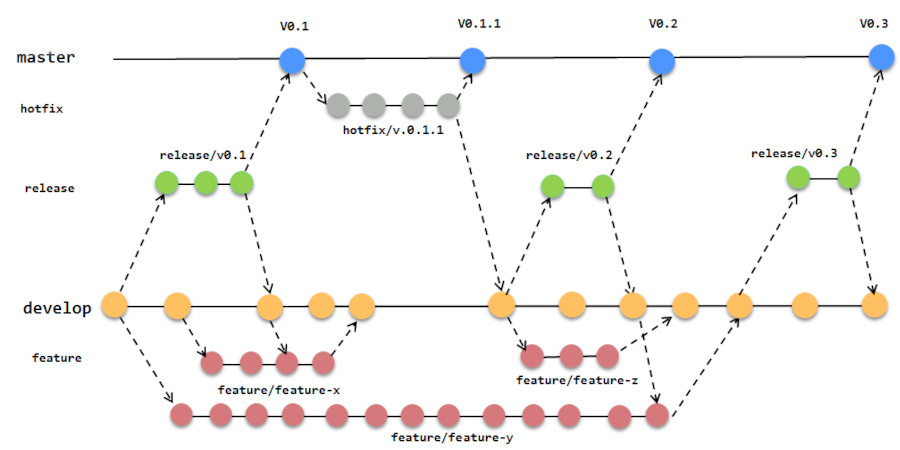 V0.1
V0.1.1
V0.2
V0.3
master
hotfix
hotfix/v.0.1.1
release/v0.1
release/v0.2
release/v0.3
release
develop
feature
feature/feature-x
feature/feature-z
feature/feature-y